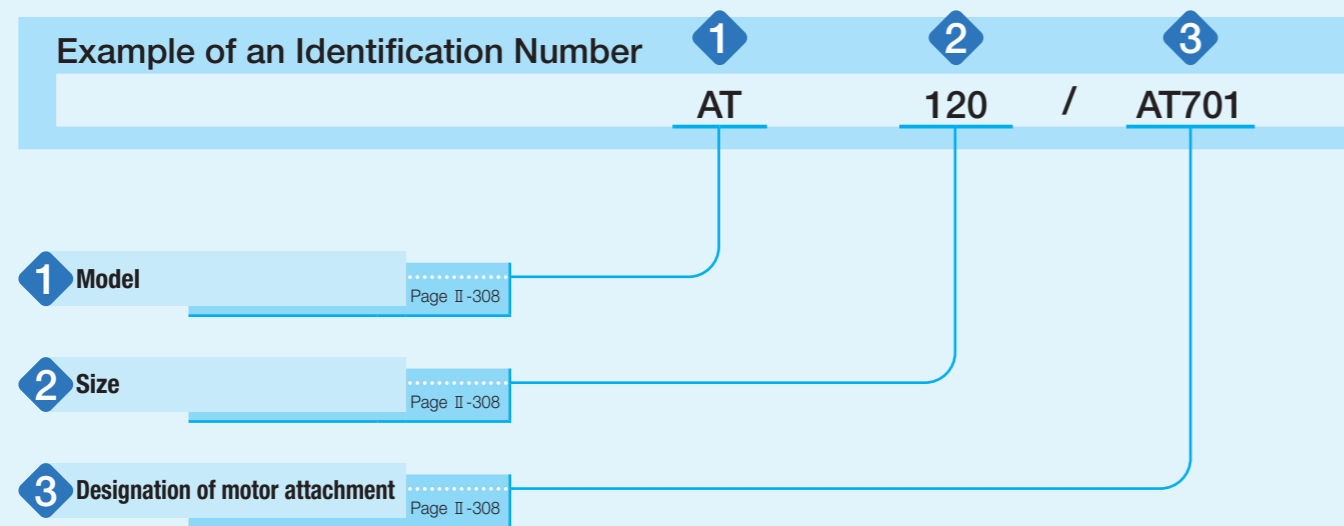 Example of an Identification Number 1 2 3
AT 120 / AT701
1 Model
Page Ⅱ-308
2 Size
Page Ⅱ-308
3 Designation of motor attachment
Page Ⅱ-308